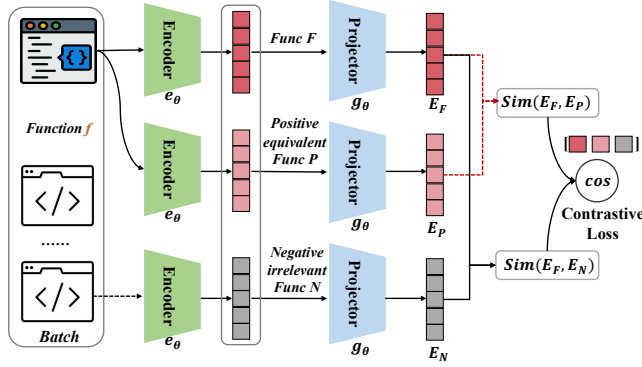 {}
Function f
</>
......
</>
Batch
Encoder
e_θ
Func F
Projector
g_θ
E_F
Encoder
e_θ
Positive
equivalent
Func P
Projector
g_θ
E_P
Encoder
e_θ
Negative
irrelevant
Func N
Projector
g_θ
E_N
Sim(E_F, E_P)
[ ]
cos
Contrastive
Loss
Sim(E_F, E_N)